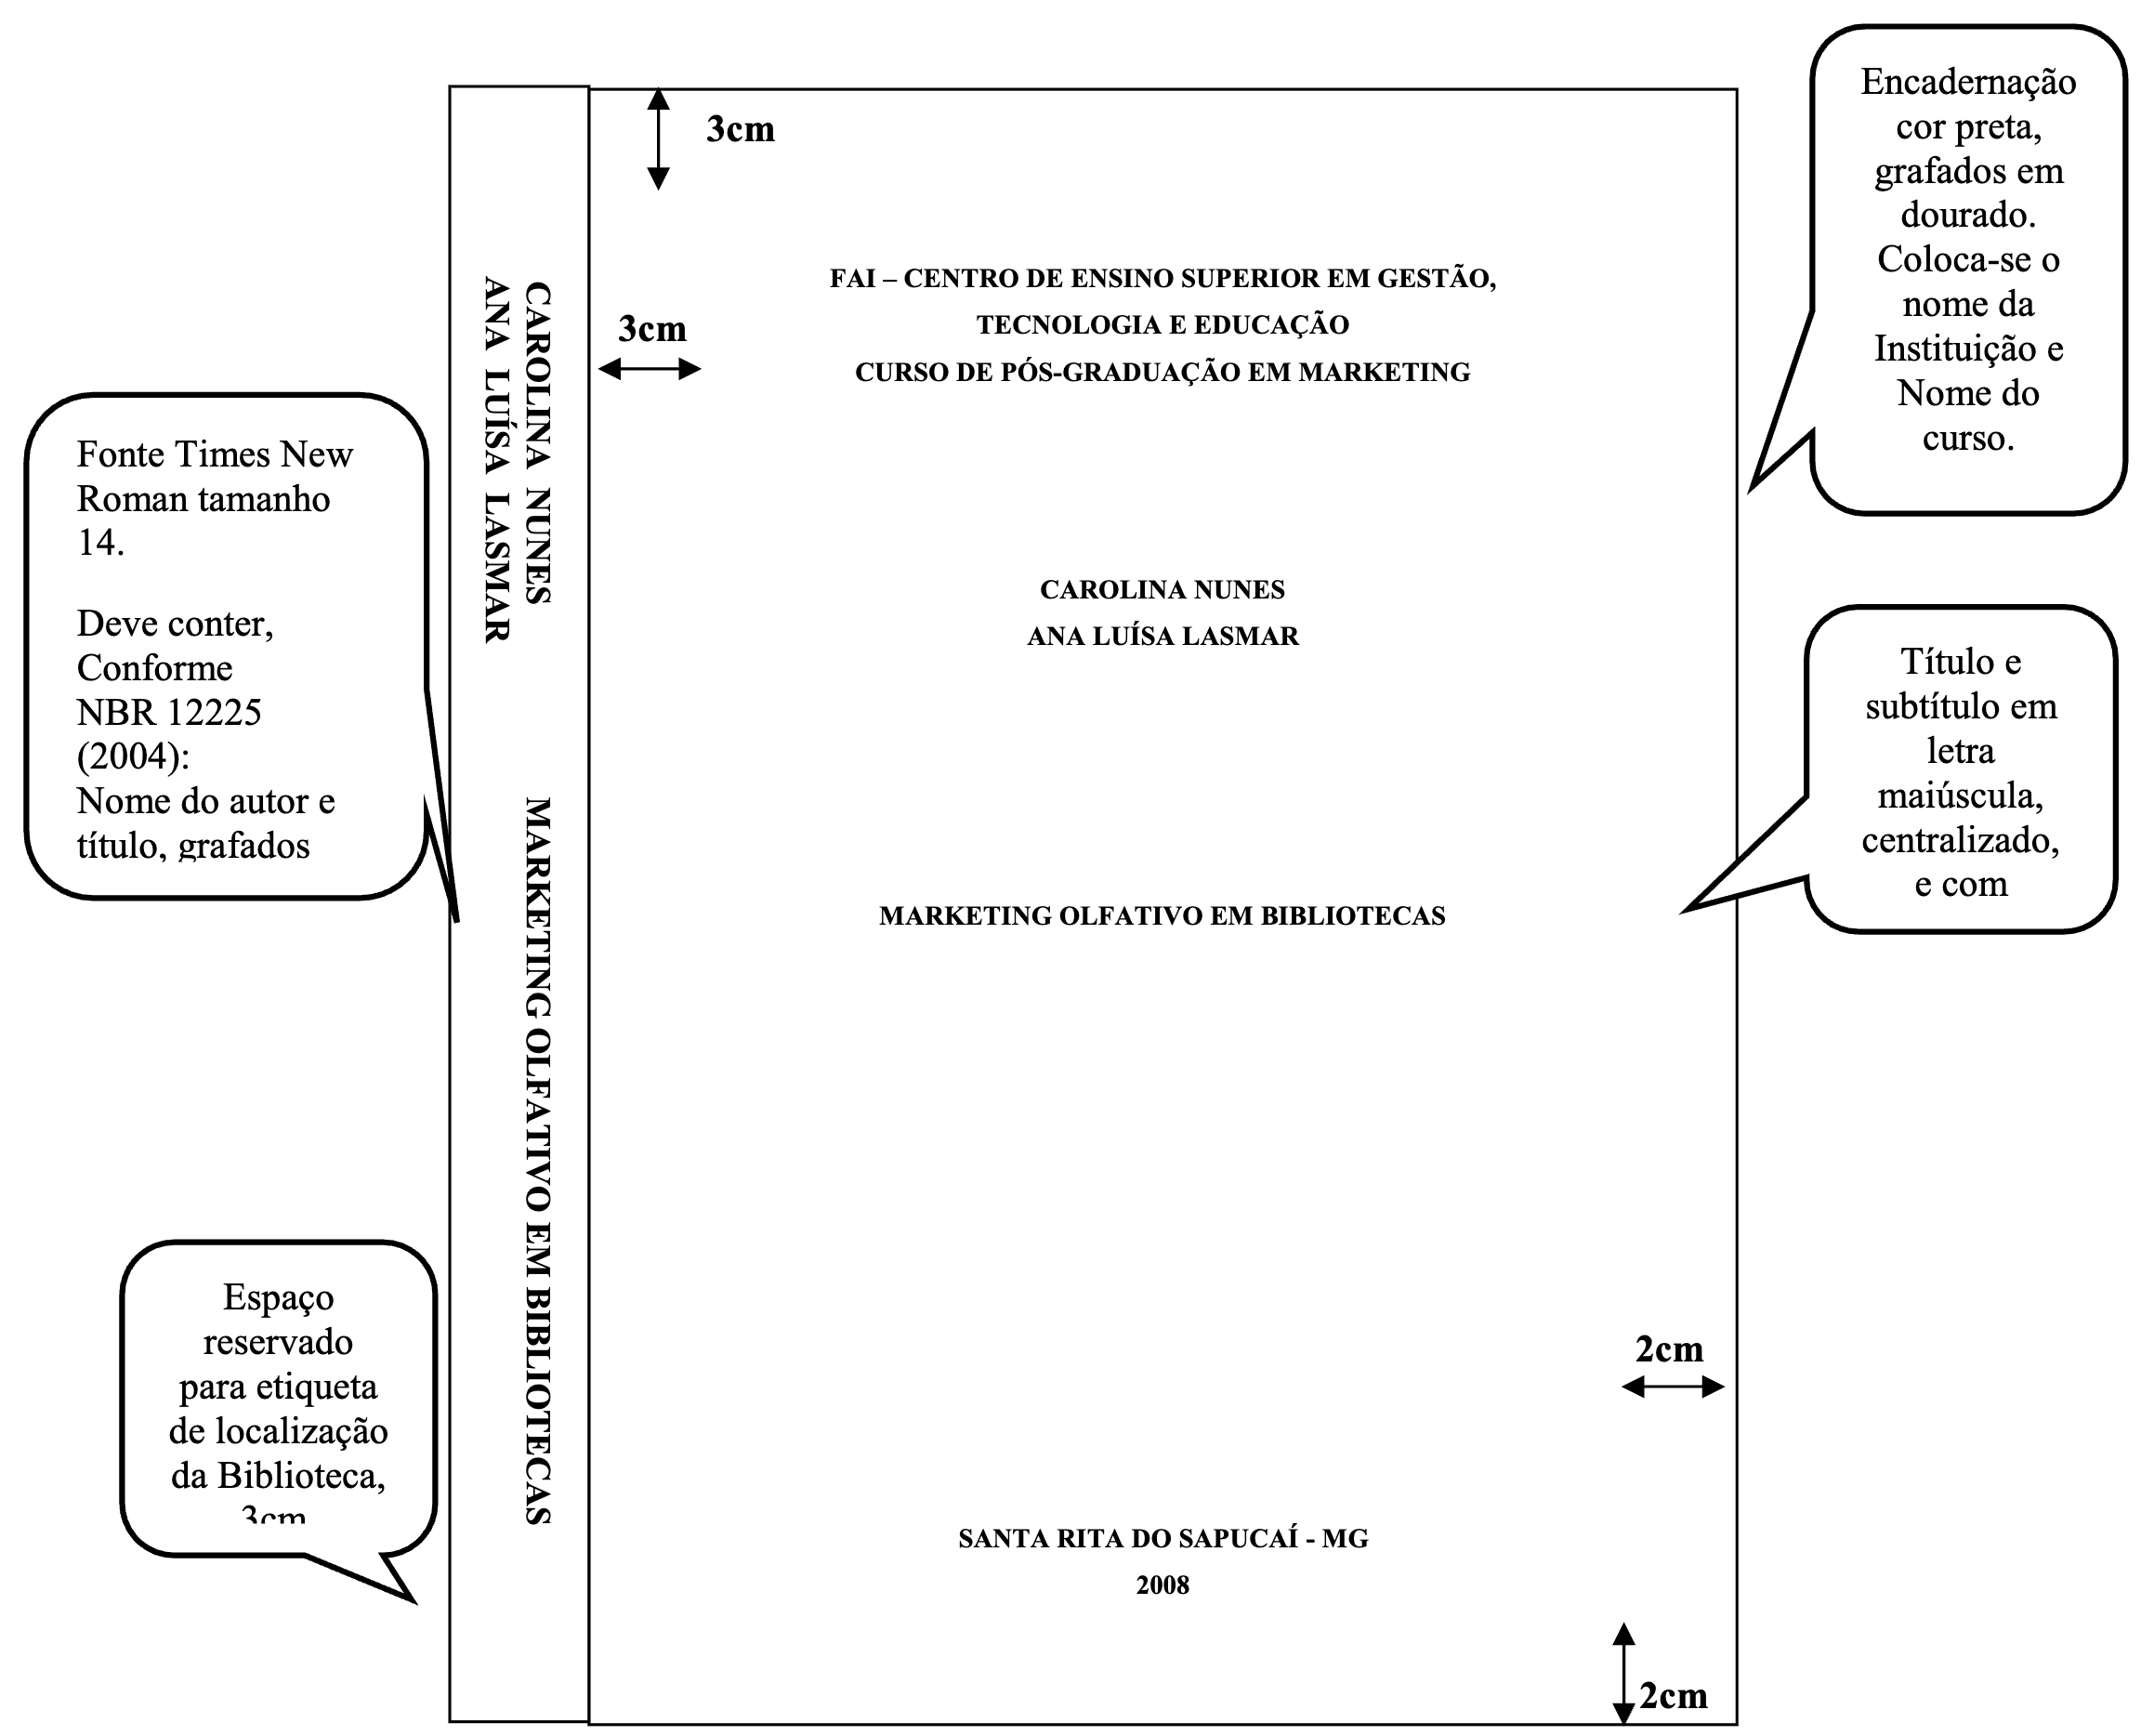 Encadernação
cor preta,
grafados em
dourado.
Coloca-se o
nome da
Instituição e
Nome do
curso.
3cm
3cm
FAI – CENTRO DE ENSINO SUPERIOR EM GESTÃO,
TECNOLOGIA E EDUCAÇÃO
CURSO DE PÓS-GRADUAÇÃO EM MARKETING
CAROLINA NUNES
ANA LUÍSA LASMAR
Fonte Times New
Roman tamanho
14.
Deve conter,
Conforme
NBR 12225
(2004):
Nome do autor e
título, grafados
CAROLINA NUNES
ANA LUÍSA LASMAR
Título e
subtítulo em
letra
maiúscula,
centralizado,
e com
MARKETING OLFATIVO EM BIBLIOTECAS
MARKETING OLFATIVO EM BIBLIOTECAS
Espaço
reservado
para etiqueta
de localização
da Biblioteca,
3cm
2cm
SANTA RITA DO SAPUCAÍ - MG
2008
2cm